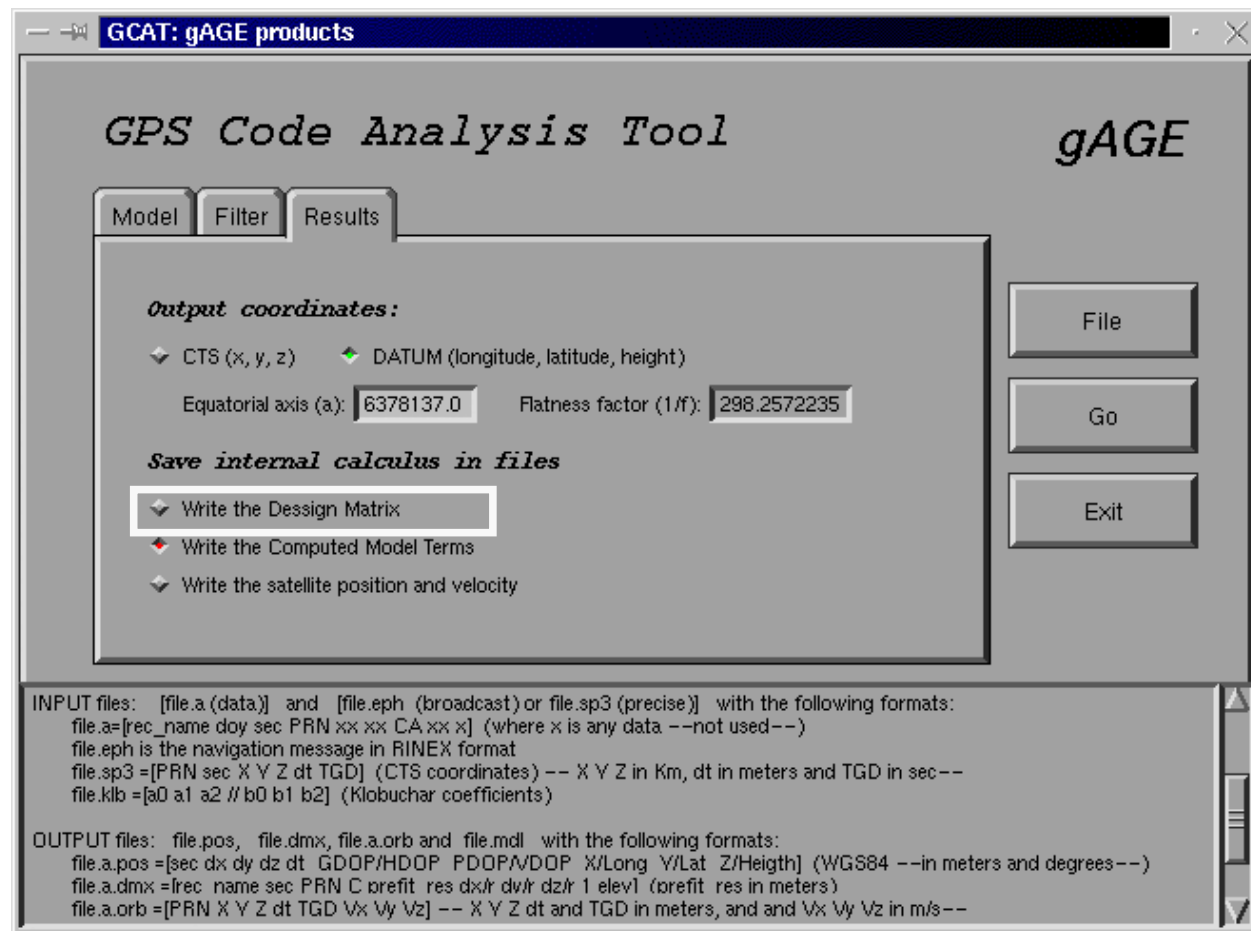 GCAT: gAGE products
GPS Code Analysis Tool
gAGE
Model Filter Results
Output coordinates:
CTS (x, y, z) DATUM (longitude, latitude, height)
Equatorial axis (a): 6378137.0 Flatness factor (1/f): 298.2572235
Save internal calculus in files
Write the Dessign Matrix
Write the Computed Model Terms
Write the satellite position and velocity
File
Go
Exit
INPUT files: [file.a (data)] and [file.eph (broadcast) or file.sp3 (precise)] with the following formats:
file.a=[rec_name doy sec PRN xx xx CA xx x] (where x is any data --not used--)
file.eph is the navigation message in RINEX format
file.sp3 =[PRN sec X Y Z dt TGD] (CTS coordinates) -- X Y Z in Km, dt in meters and TGD in sec--
file.klb =[a0 a1 a2 // b0 b1 b2] (Klobuchar coefficients)
OUTPUT files: file.pos, file.dmx, file.a.orb and file.mdl with the following formats:
file.a.pos =[sec dx dy dz dt GDOP/HDOP PDOP/VDOP X/Long Y/Lat Z/Heigth] (WGS84 --in meters and degrees--)
file.a.dmx =[rec_name sec PRN C prefit_res dx/r dy/r dz/r 1 elev] (prefit_res in meters)
file.a.orb =[PRN X Y Z dt TGD Vx Vy Vz] -- X Y Z dt and TGD in meters, and and Vx Vy Vz in m/s--